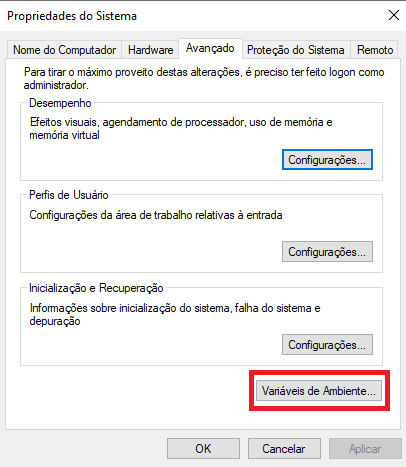 Propriedades do Sistema
Nome do Computador
Hardware
Avançado
Proteção do Sistema
Remoto
Para tirar o máximo proveito destas alterações, é preciso ter feito logon como
administrador.
Desempenho
Efeitos visuais, agendamento de processador, uso de memória e
memória virtual
Configurações...
Perfis de Usuário
Configurações da área de trabalho relativas à entrada
Configurações...
Inicialização e Recuperação
Informações sobre inicialização do sistema, falha do sistema e
depuração
Configurações...
Variáveis de Ambiente...
OK
Cancelar
Aplicar